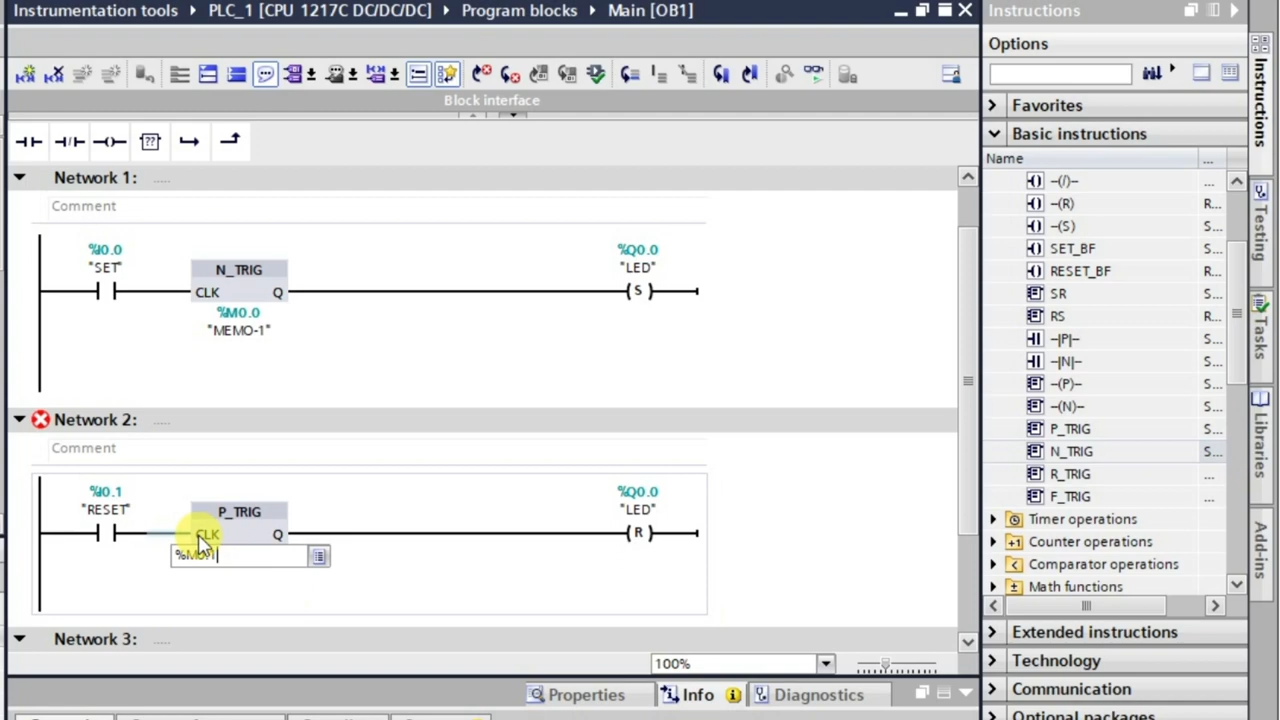 Instrumentation tools ▸ PLC_1 [CPU 1217C DC/DC/DC] ▸ Program blocks ▸ Main [OB1]
Block interface
??
Network 1: .....
Comment
%I0.0
"SET"
N_TRIG
CLK Q
%M0.0
"MEMO-1"
%Q0.0
"LED"
S
Network 2: .....
Comment
%I0.1
"RESET"
P_TRIG
CLK Q
%Q0.0
"LED"
R
Network 3: .....
100%
Properties
Info
Diagnostics
Instructions
Options
Favorites
Basic instructions
Name ...
–(/)– ...
–(R) R...
–(S) S...
SET_BF S...
RESET_BF R...
SR S...
RS R...
–|P|– S...
–|N|– S...
–(P)– S...
–(N)– S...
P_TRIG S...
N_TRIG S...
R_TRIG ...
F_TRIG ...
Timer operations
Counter operations
Comparator operations
Math functions
Extended instructions
Technology
Communication
Optional packages
Instructions
Testing
Tasks
Libraries
Add-ins